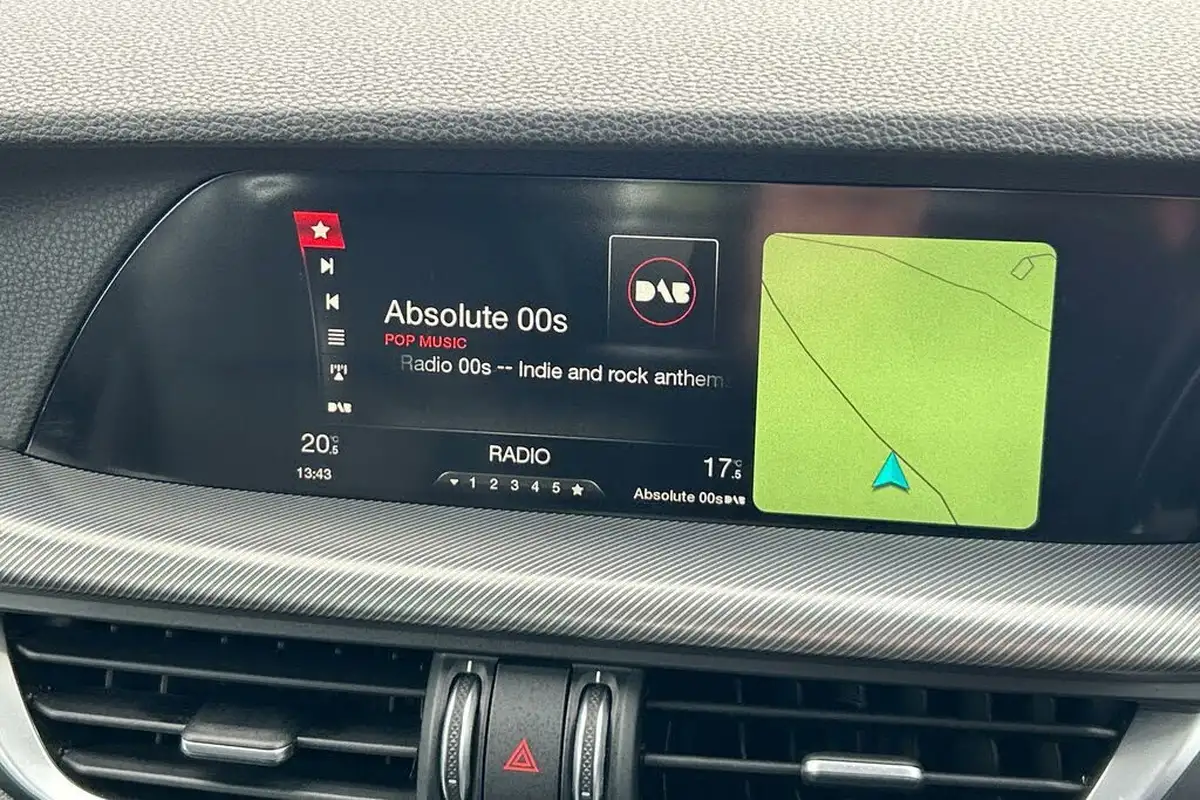 DAB
Absolute 00s
POP MUSIC
Radio 00s -- Indie and rock anthem
DAB
20.5°C
13:43
RADIO
1 2 3 4 5
17.5°C
Absolute 00s DAB